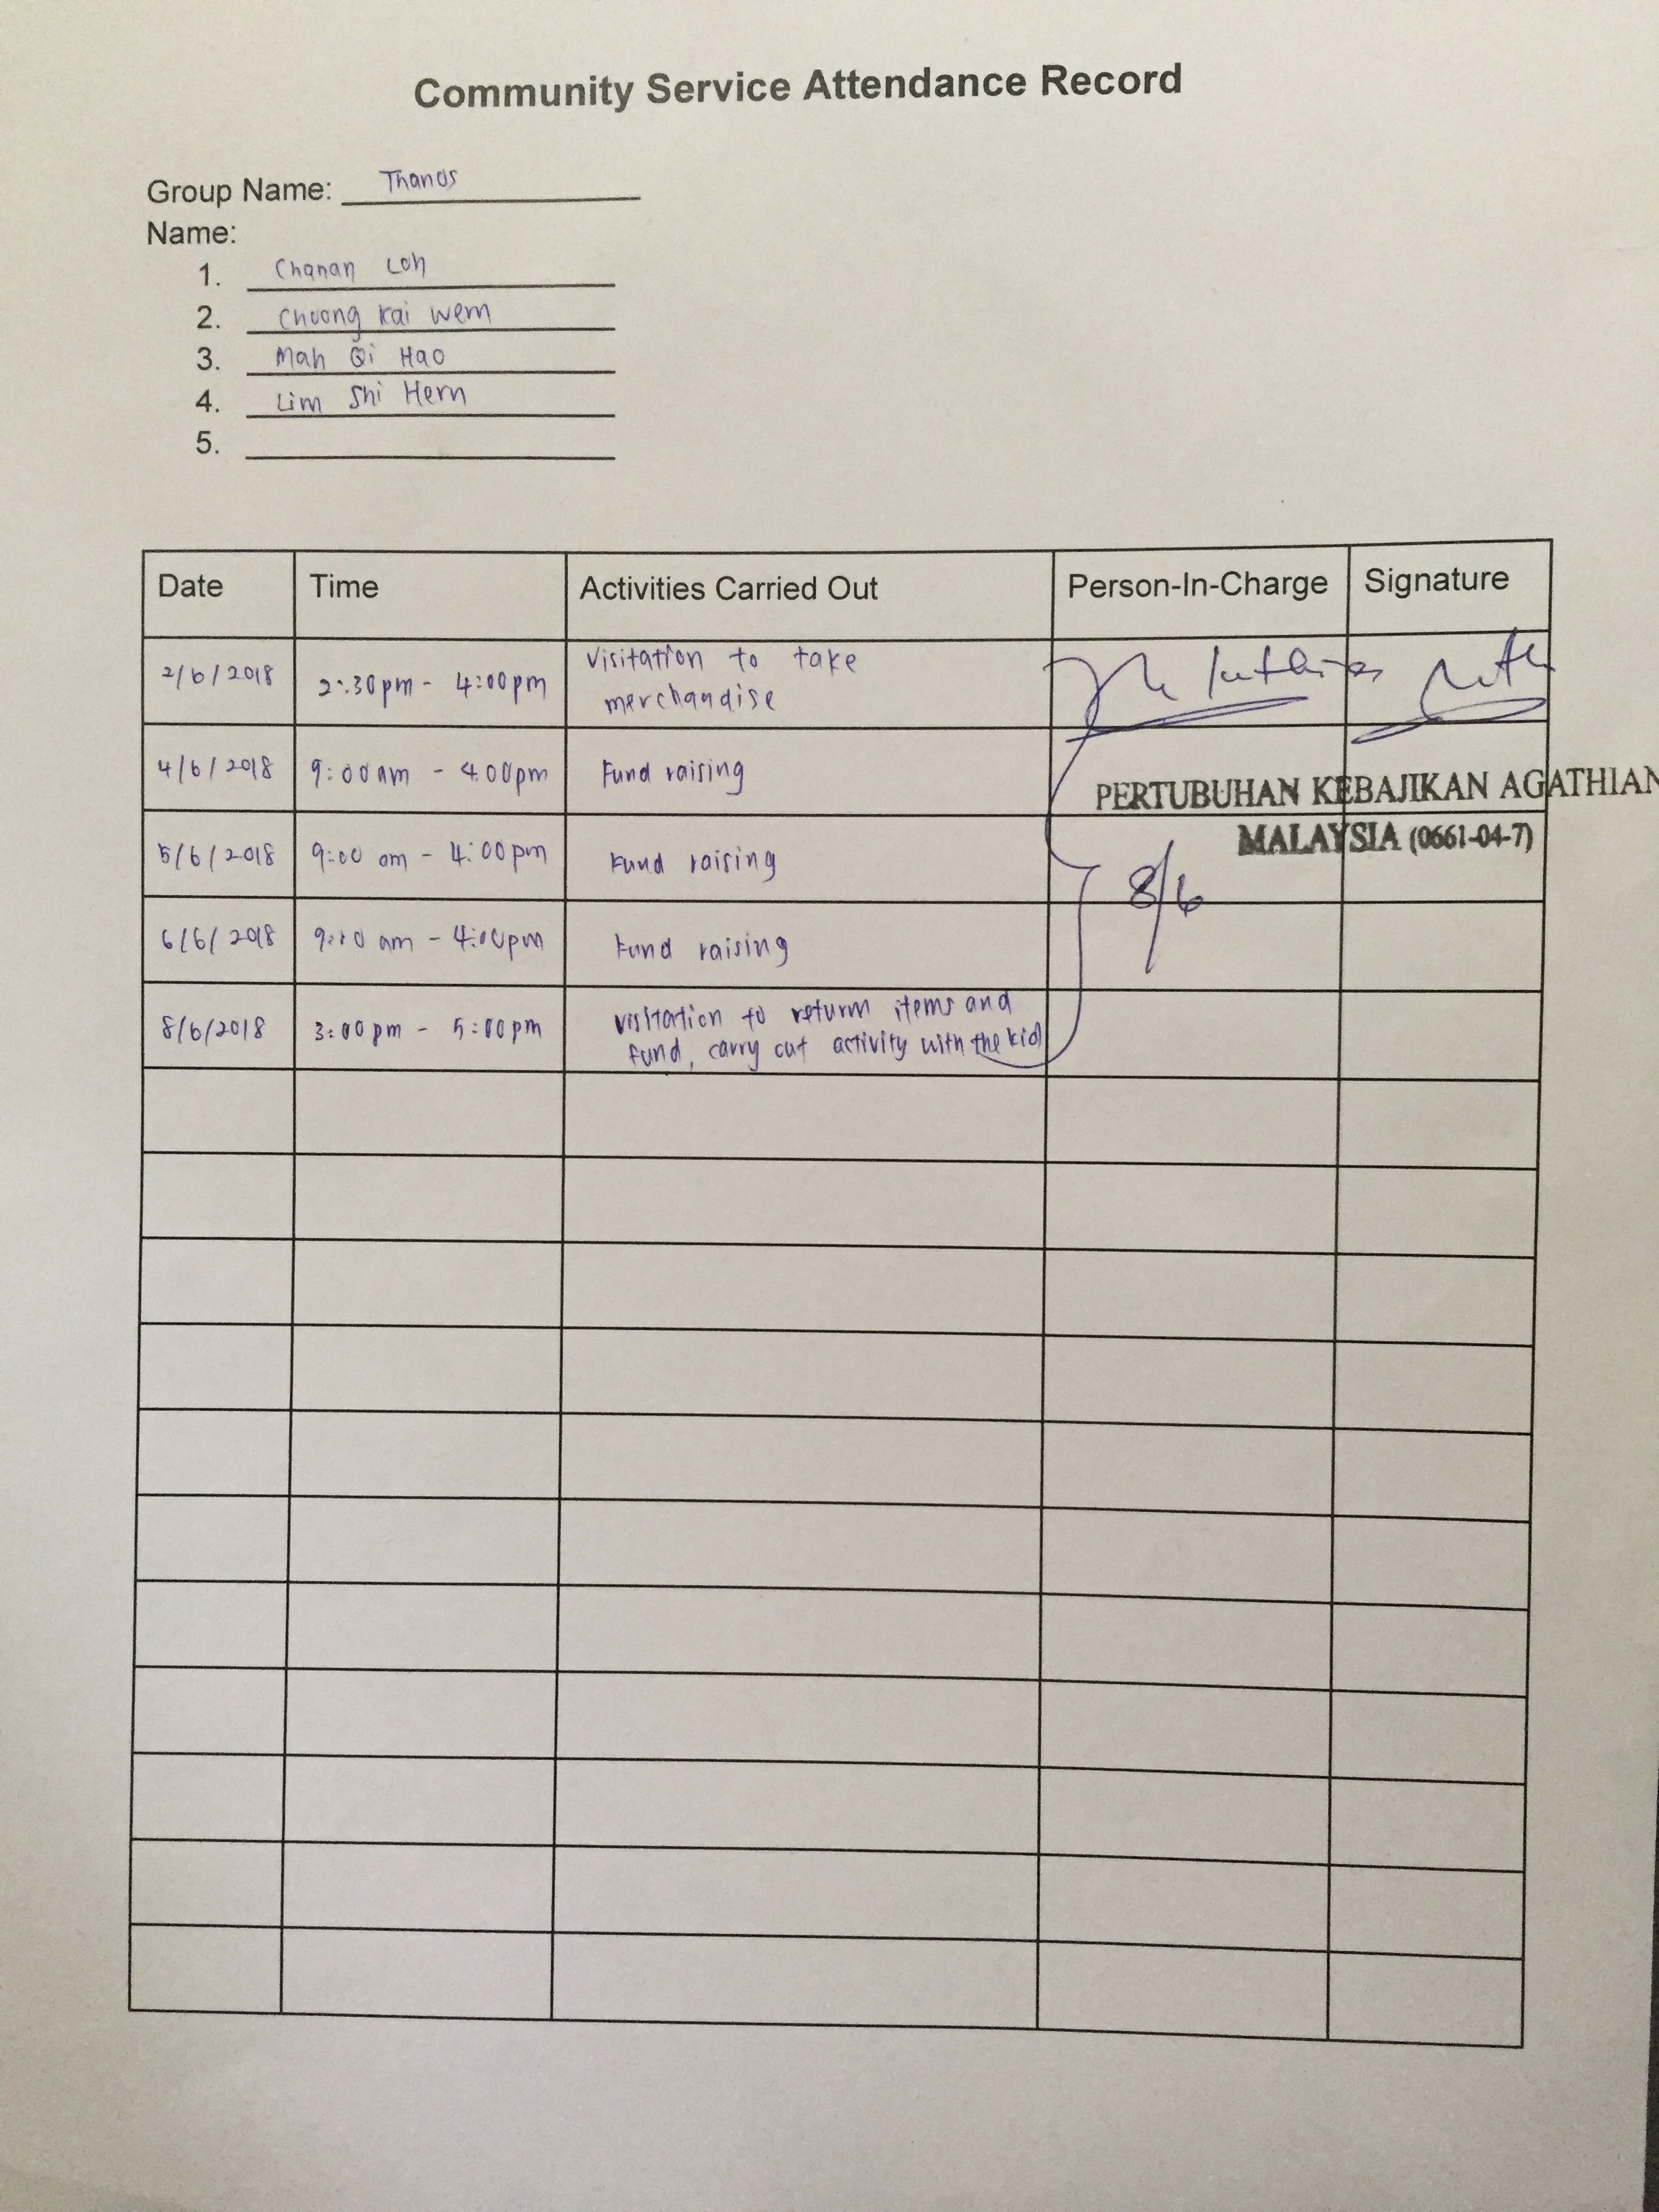 Community Service Attendance Record
Group Name: Thanos
Name:
1. Chanan Loh
2. Choong Kai Wem
3. Mah Qi Hao
4. Lim Shi Hern
5.
Date Time Activities Carried Out Person-In-Charge Signature
2/6/2018 2:30pm - 4:00pm Visitation to take
merchandise
4/6/2018 9:00am - 4.00pm Fund raising
PERTUBUHAN KEBAJIKAN AGATHIAN
MALAYSIA (0661-04-7)
5/6/2018 9:00 am - 4:00pm Fund raising
8/6
6/6/2018 9:00 am - 4:00pm Fund raising
8/6/2018 3:00pm - 5:00pm visitation to return items and
fund, carry out activity with the kid